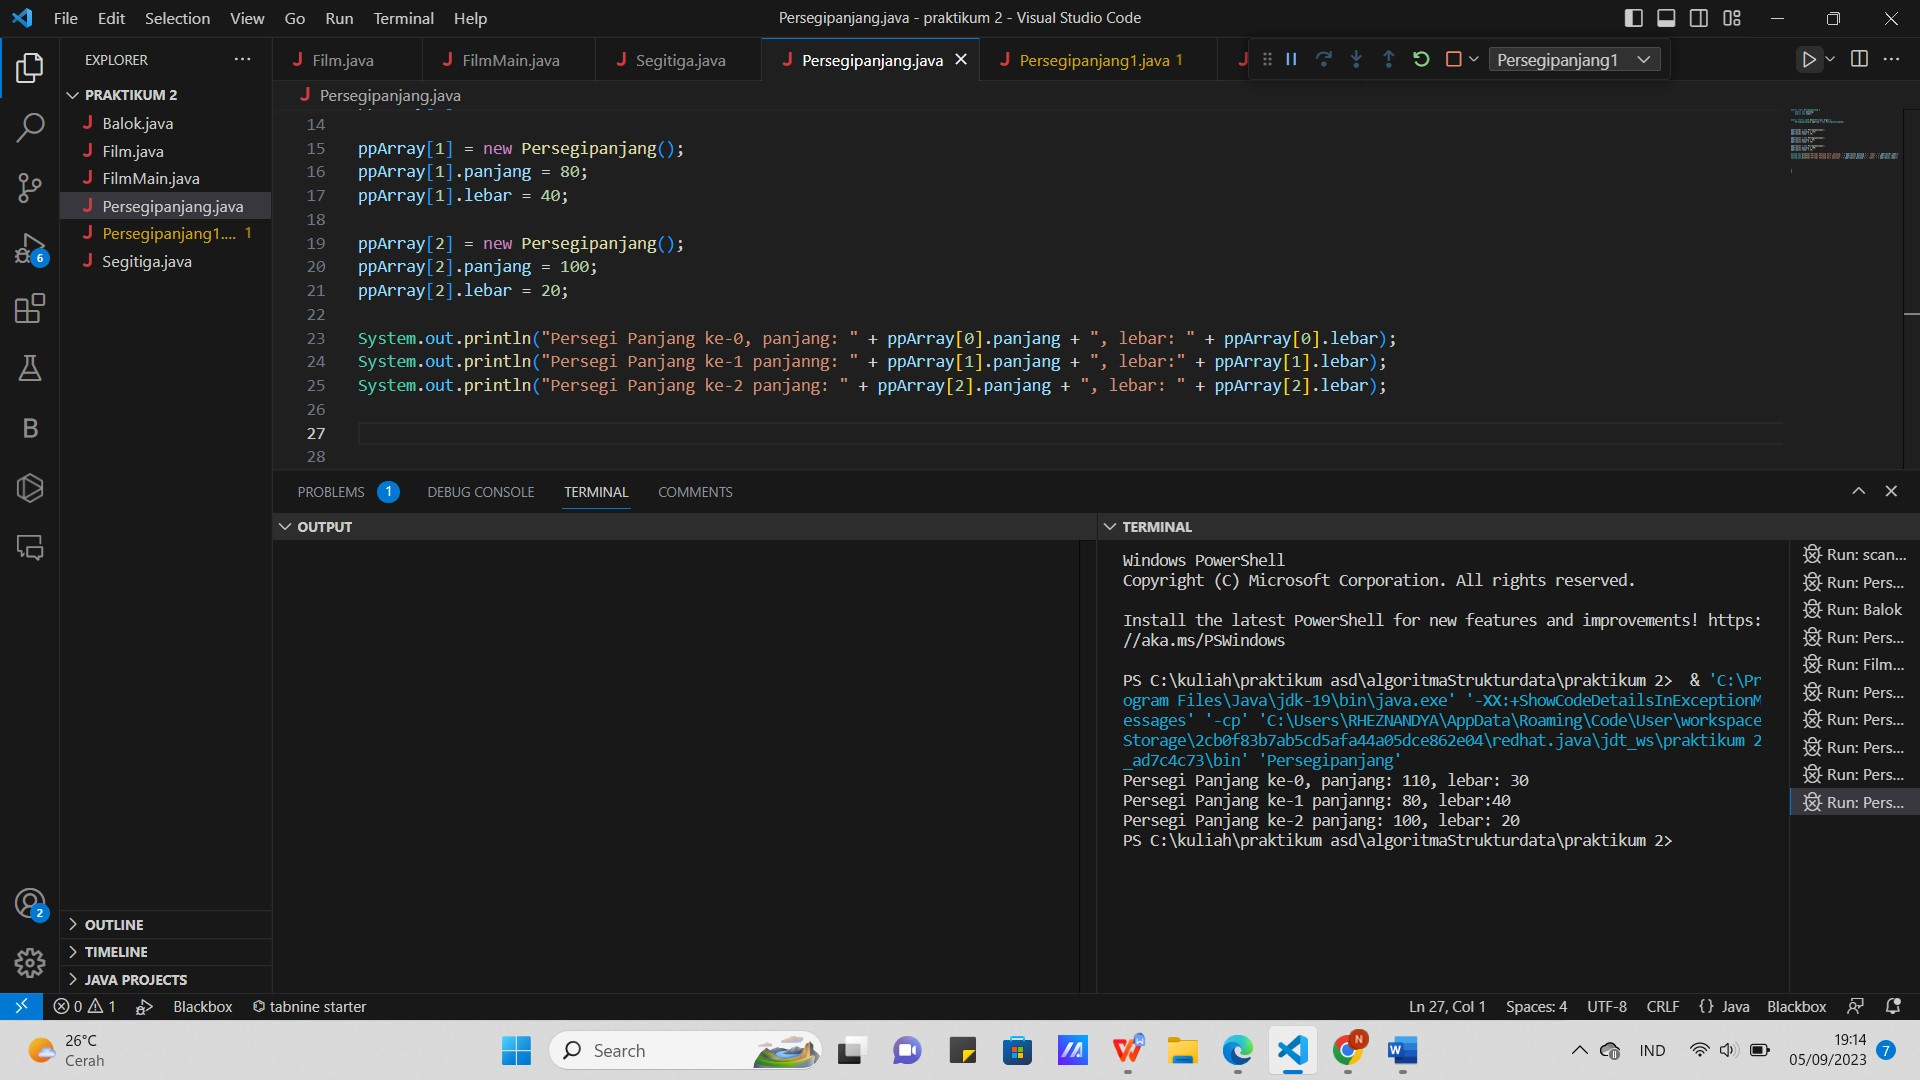 File Edit Selection View Go Run Terminal Help
Persegipanjang.java - praktikum 2 - Visual Studio Code
EXPLORER
PRAKTIKUM 2
Balok.java
Film.java
FilmMain.java
Persegipanjang.java
Persegipanjang1.... 1
Segitiga.java
OUTLINE
TIMELINE
JAVA PROJECTS
6
B
2
Film.java FilmMain.java Segitiga.java Persegipanjang.java Persegipanjang1.java 1
Persegipanjang1
Persegipanjang.java
14
15 ppArray[1] = new Persegipanjang();
16 ppArray[1].panjang = 80;
17 ppArray[1].lebar = 40;
18
19 ppArray[2] = new Persegipanjang();
20 ppArray[2].panjang = 100;
21 ppArray[2].lebar = 20;
22
23 System.out.println("Persegi Panjang ke-0, panjang: " + ppArray[0].panjang + ", lebar: " + ppArray[0].lebar);
24 System.out.println("Persegi Panjang ke-1 panjanng: " + ppArray[1].panjang + ", lebar:" + ppArray[1].lebar);
25 System.out.println("Persegi Panjang ke-2 panjang: " + ppArray[2].panjang + ", lebar: " + ppArray[2].lebar);
26
27
28
PROBLEMS 1 DEBUG CONSOLE TERMINAL COMMENTS
OUTPUT
TERMINAL
Windows PowerShell
Copyright (C) Microsoft Corporation. All rights reserved.
Install the latest PowerShell for new features and improvements! https:
//aka.ms/PSWindows
PS C:\kuliah\praktikum asd\algoritmaStrukturdata\praktikum 2> & 'C:\Pr
ogram Files\Java\jdk-19\bin\java.exe' '-XX:+ShowCodeDetailsInExceptionM
essages' '-cp' 'C:\Users\RHEZNANDYA\AppData\Roaming\Code\User\workspace
Storage\2cb0f83b7ab5cd5afa44a05dce862e04\redhat.java\jdt_ws\praktikum 2
_ad7c4c73\bin' 'Persegipanjang'
Persegi Panjang ke-0, panjang: 110, lebar: 30
Persegi Panjang ke-1 panjanng: 80, lebar:40
Persegi Panjang ke-2 panjang: 100, lebar: 20
PS C:\kuliah\praktikum asd\algoritmaStrukturdata\praktikum 2>
Run: scan...
Run: Pers...
Run: Balok
Run: Pers...
Run: Film...
Run: Pers...
Run: Pers...
Run: Pers...
Run: Pers...
Run: Pers...
0 1 Blackbox tabnine starter
Ln 27, Col 1 Spaces: 4 UTF-8 CRLF {} Java Blackbox
26°C
Cerah
Search
N
IND
19:14
05/09/2023
7